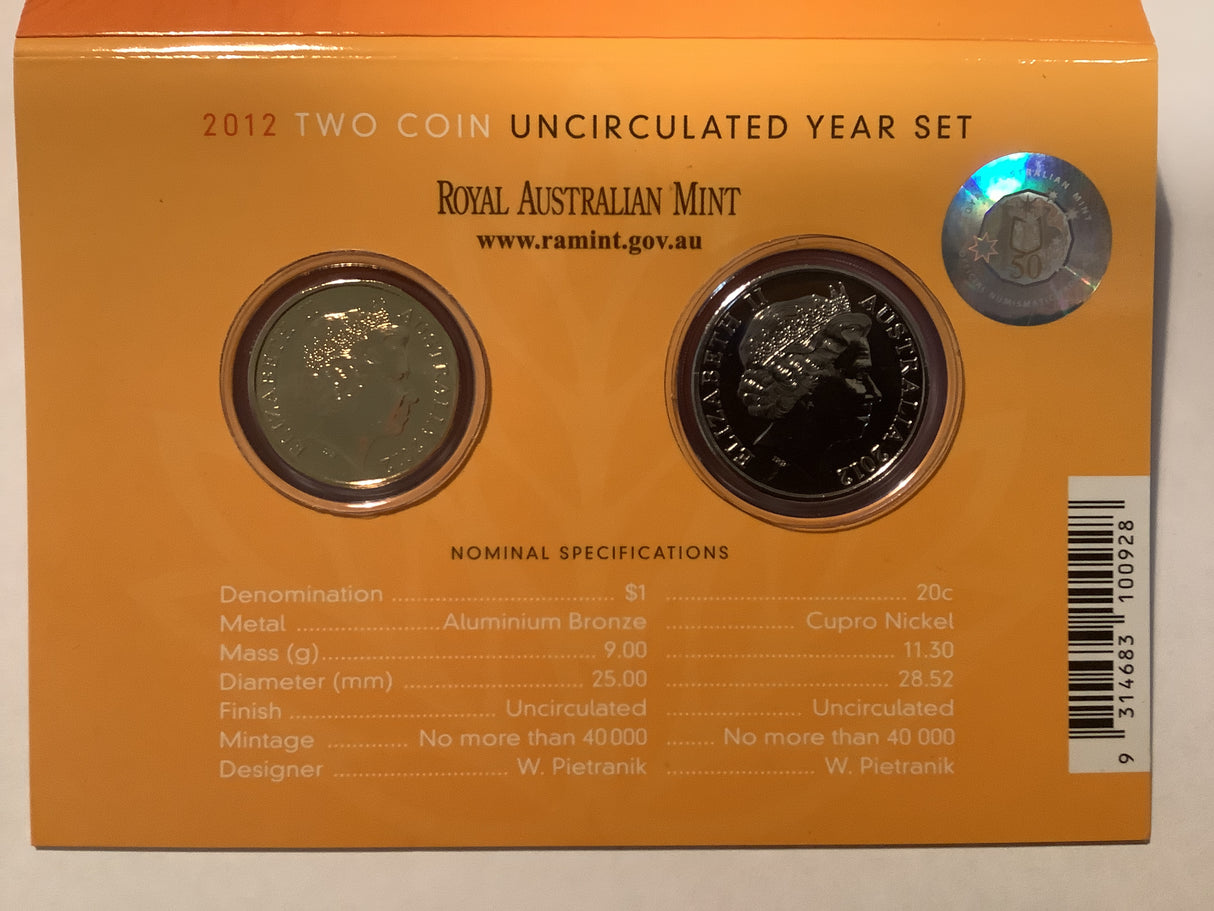 2012 TWO COIN UNCIRCULATED YEAR SET
ROYAL AUSTRALIAN MINT
www.ramint.gov.au
50
ELIZABETH II AUSTRALIA 2012
ELIZABETH II AUSTRALIA 2012
NOMINAL SPECIFICATIONS
Denomination ........ $1 ........ 20c
Metal ........ Aluminium Bronze ........ Cupro Nickel
Mass (g) ........ 9.00 ........ 11.30
Diameter (mm) ........ 25.00 ........ 28.52
Finish ........ Uncirculated ........ Uncirculated
Mintage ........ No more than 40 000 ........ No more than 40 000
Designer ........ W. Pietranik ........ W. Pietranik
9 314683 100928